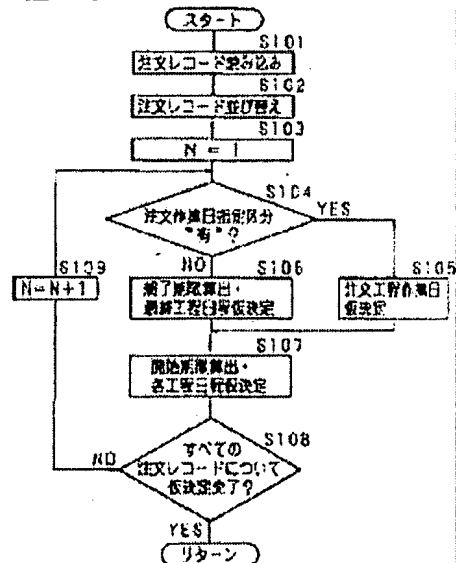 スタート
S101
注文レコード読み込み
S102
注文レコード並び替え
S103
N = 1
S104
注文作業日指定区分
"有"?
YES
NO
S109
N=N+1
S106
終了期限算出・
最終工程日程仮決定
S105
注文工程作業日
仮決定
S107
開始期限算出・
各工程日程仮決定
S108
すべての
注文レコードについて
仮決定完了?
NO
YES
リターン